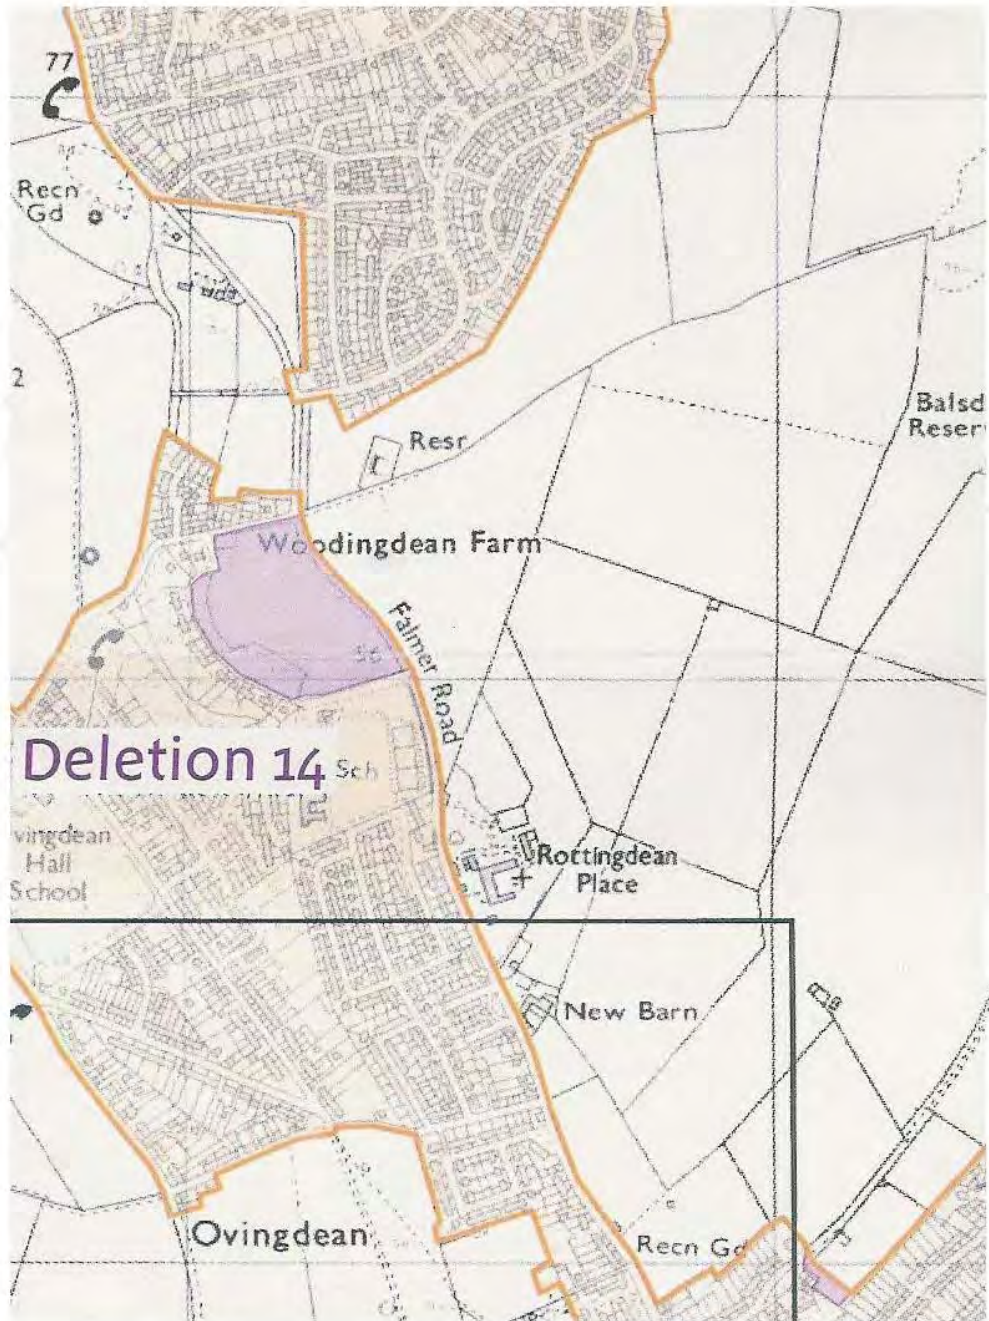 77
Recn
Gd
2
Resr
Balsd
Reser
Woodingdean Farm
Falmer Road
56
Deletion 14
Sch
vingdean
Hall
School
Rottingdean
Place
New Barn
Ovingdean
Recn Gd